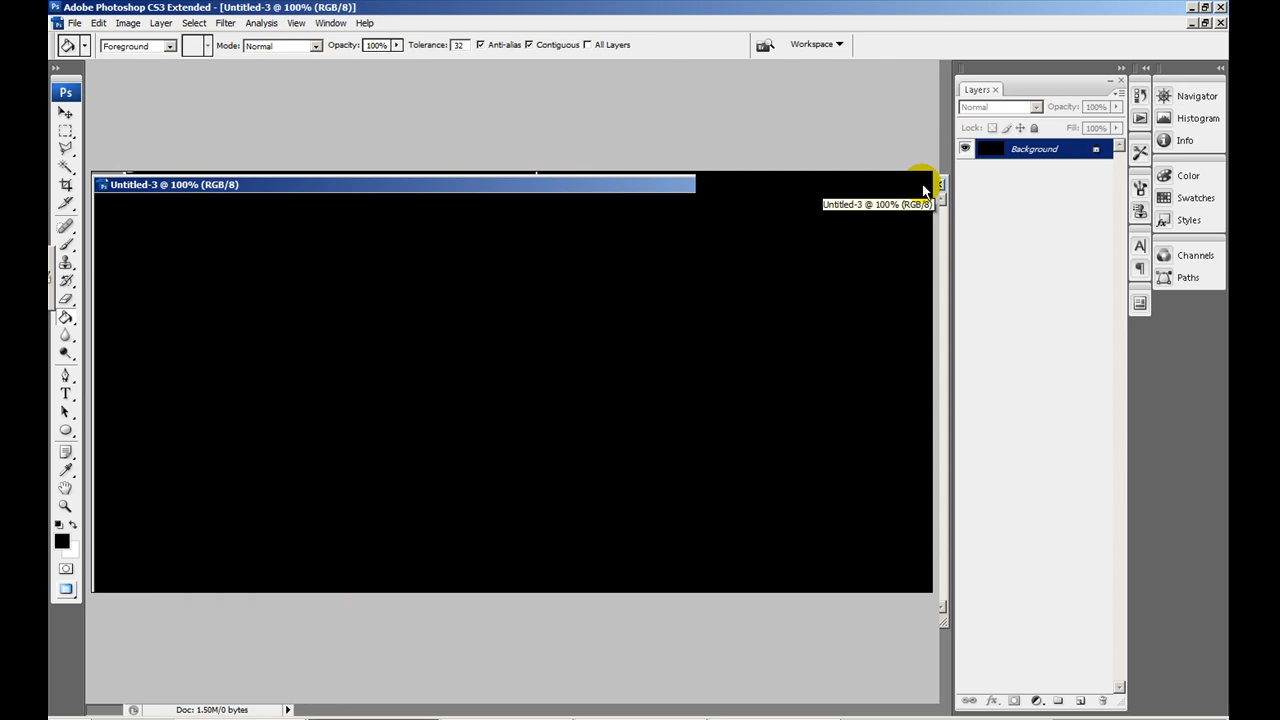 Adobe Photoshop CS3 Extended - [Untitled-3 @ 100% (RGB/8)]
File Edit Image Layer Select Analysis Filter View Window Help
Foreground Mode: Normal Opacity: 100% Tolerance: 32 Anti-alias Contiguous All Layers Workspace
Ps
Untitled-3 @ 100% (RGB/8)
Untitled-3 @ 100% (RGB/8)
T
Doc: 1.50M/0 bytes
Layers
Normal Opacity: 100%
Lock: Fill: 100%
Background
A
Navigator
Histogram
Info
Color
Swatches
Styles
Channels
Paths